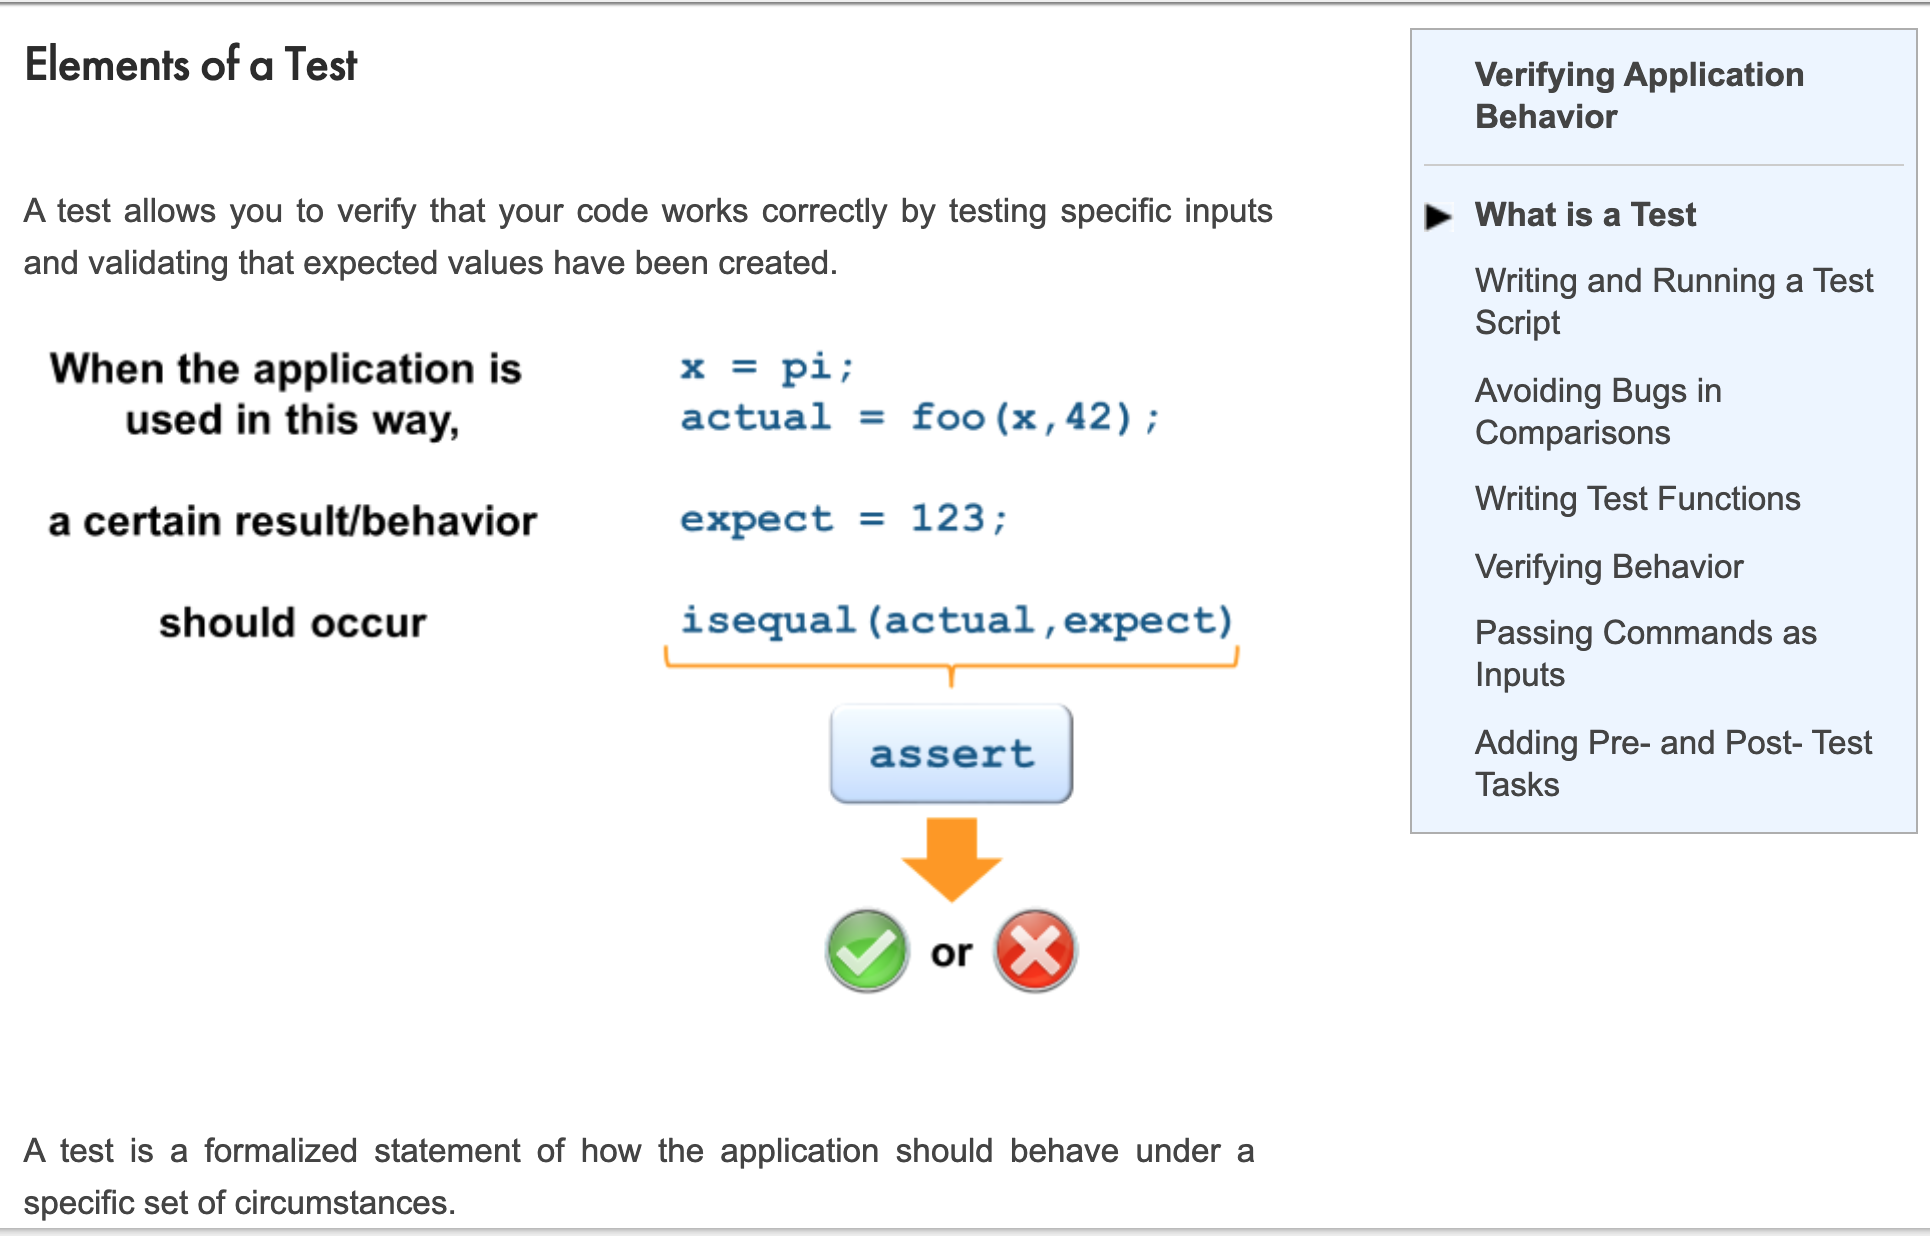 Elements of a Test
A test allows you to verify that your code works correctly by testing specific inputs
and validating that expected values have been created.
When the application is
used in this way,
x = pi;
actual = foo(x,42);
a certain result/behavior
expect = 123;
should occur
isequal(actual,expect)
assert
or
A test is a formalized statement of how the application should behave under a
specific set of circumstances.
Verifying Application
Behavior
What is a Test
Writing and Running a Test
Script
Avoiding Bugs in
Comparisons
Writing Test Functions
Verifying Behavior
Passing Commands as
Inputs
Adding Pre- and Post- Test
Tasks